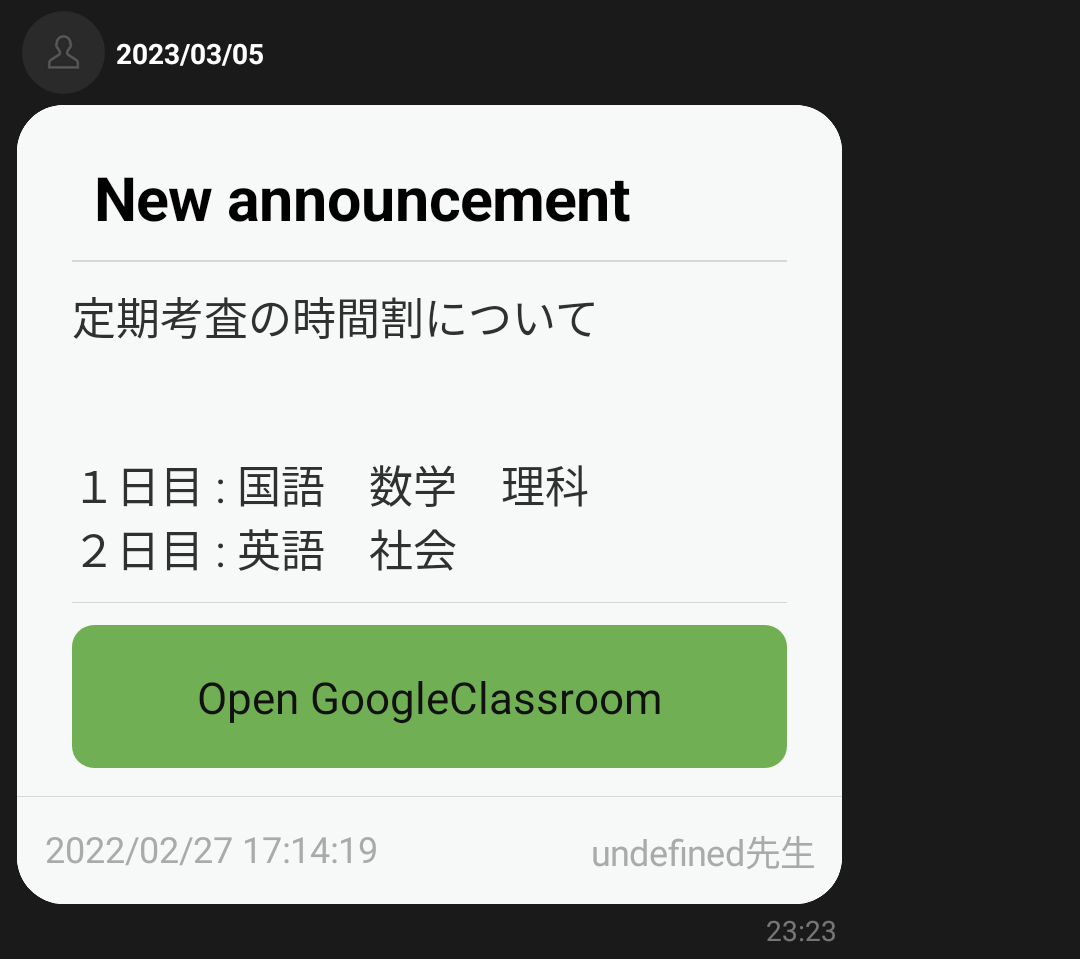 2023/03/05
New announcement
定期考査の時間割について
１日目 : 国語　数学　理科
２日目 : 英語　社会
Open GoogleClassroom
2022/02/27 17:14:19
undefined先生
23:23